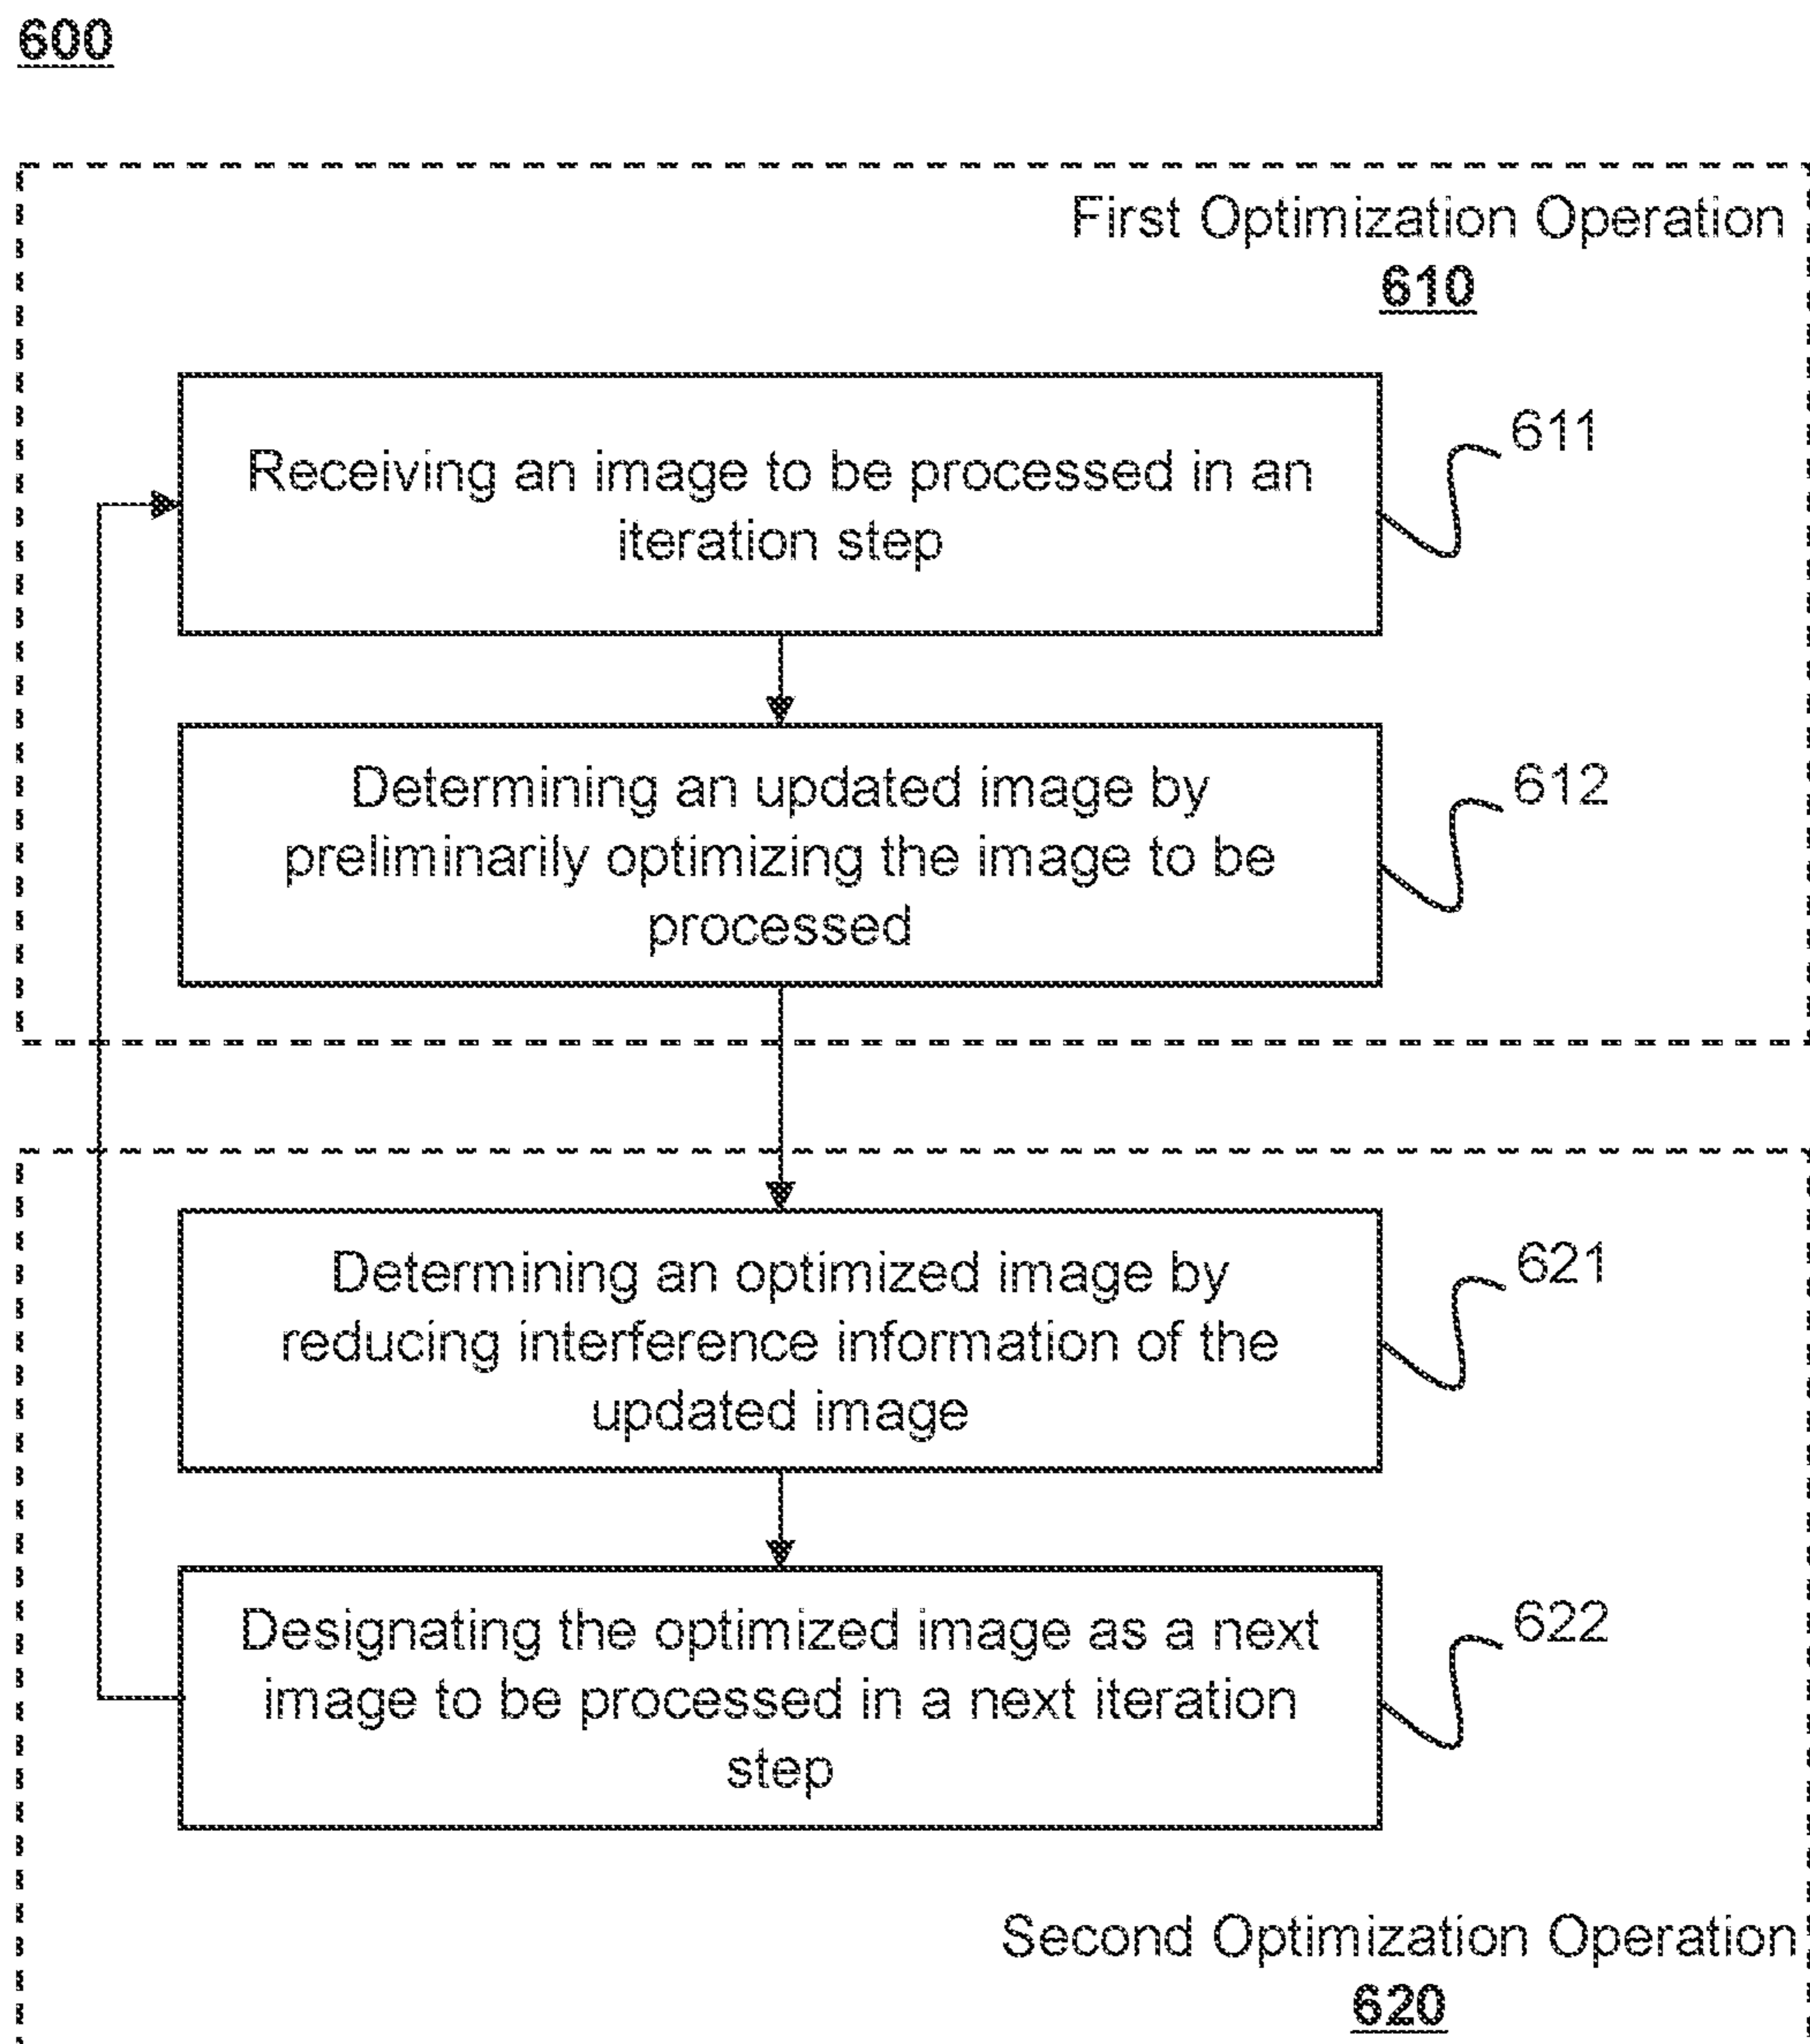 600
First Optimization Operation
610
Receiving an image to be processed in an
iteration step
611
Determining an updated image by
preliminarily optimizing the image to be
processed
612
Determining an optimized image by
reducing interference information of the
updated image
621
Designating the optimized image as a next
image to be processed in a next iteration
step
622
Second Optimization Operation
620